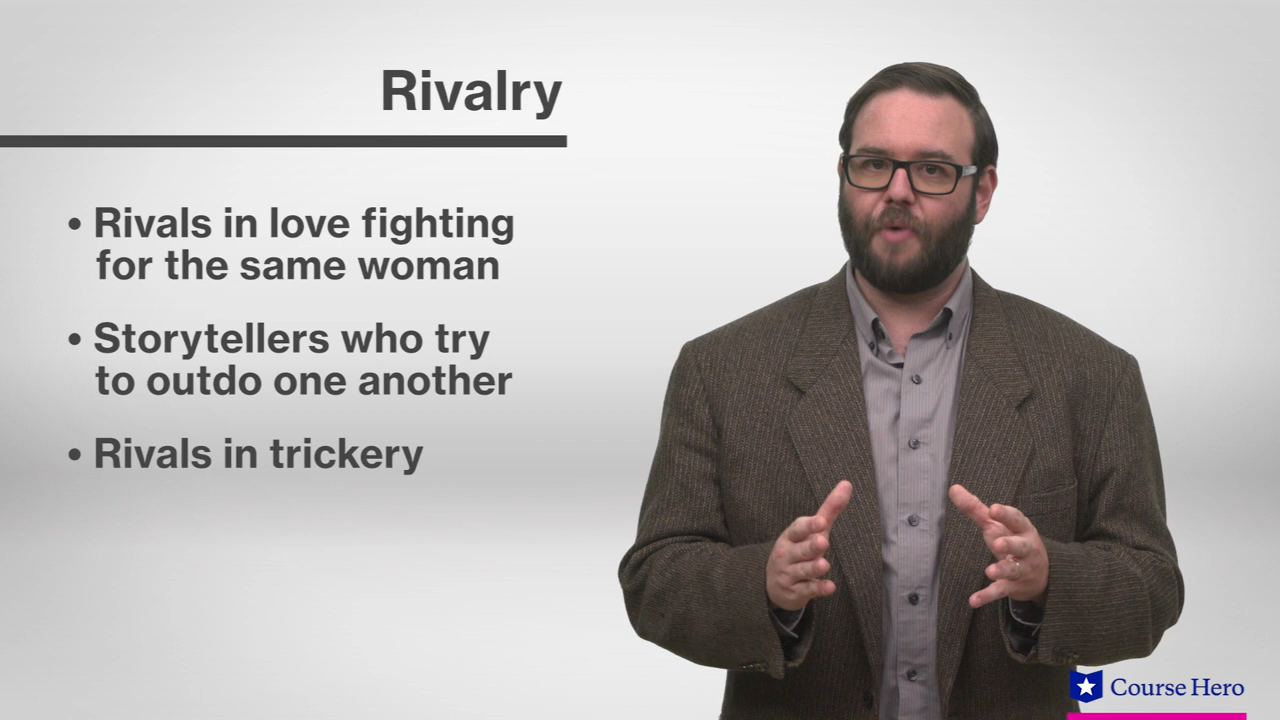 Rivalry
• Rivals in love fighting
for the same woman
• Storytellers who try
to outdo one another
• Rivals in trickery
Course Hero